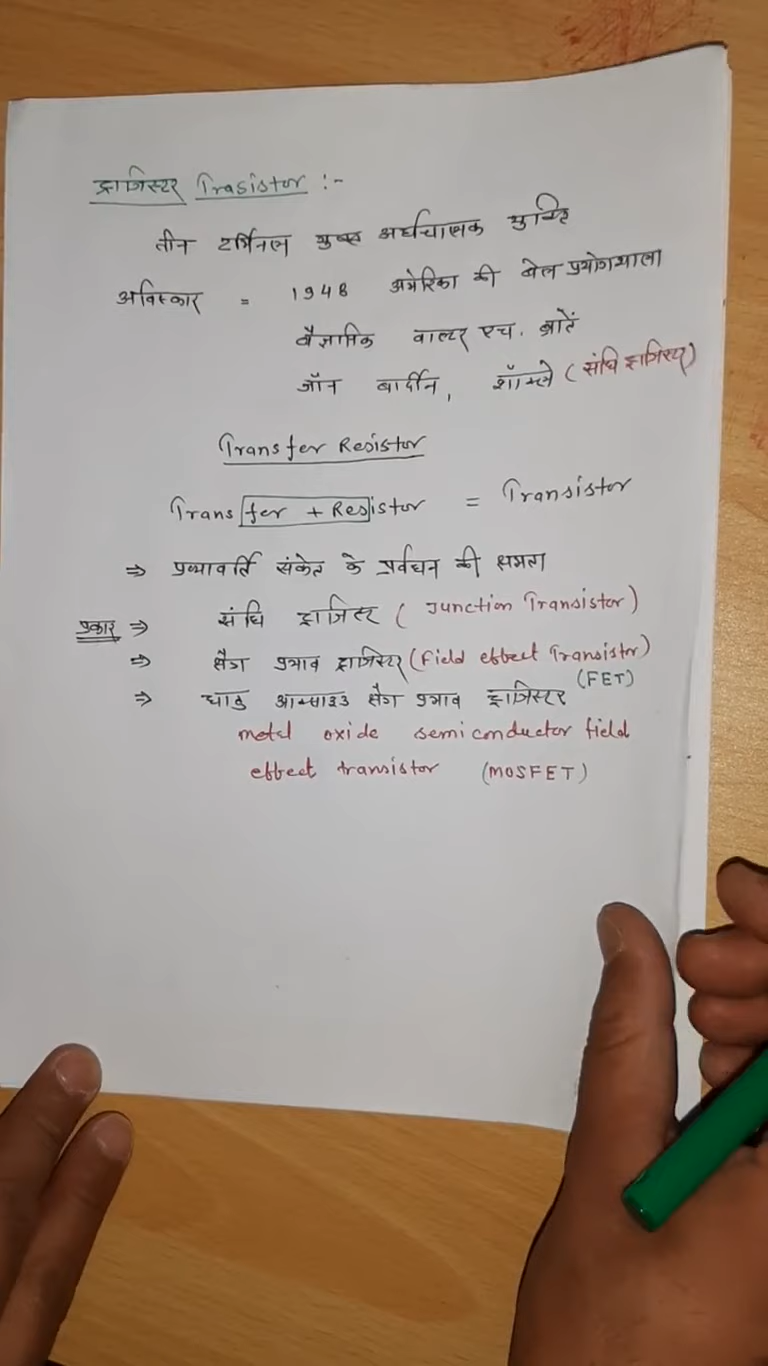 ट्रांजिस्टर Trasistor :-
तीन टर्मिनल युक्त अर्धचालक युक्ति
अविस्कार = 1948 अमेरिका की बेल प्रयोगशाला
वैज्ञानिक वाल्टर एच. ब्रातें
जॉन बार्दीन, शॉक्ले (संधि ट्रांजिस्टर)
Transfer Resistor
Transfer + Resistor = Transistor
⇒ प्रत्यावर्ति संकेत के प्रर्वधन की क्षमता
प्रकार ⇒ संधि ट्रांजिस्टर (Junction Transistor)
⇒ क्षेत्र प्रभाव ट्रांजिस्टर (Field effect Transistor)
(FET)
⇒ धातु आक्साइड क्षेत्र प्रभाव ट्रांजिस्टर
metal oxide semiconductor field
effect transistor (MOSFET)